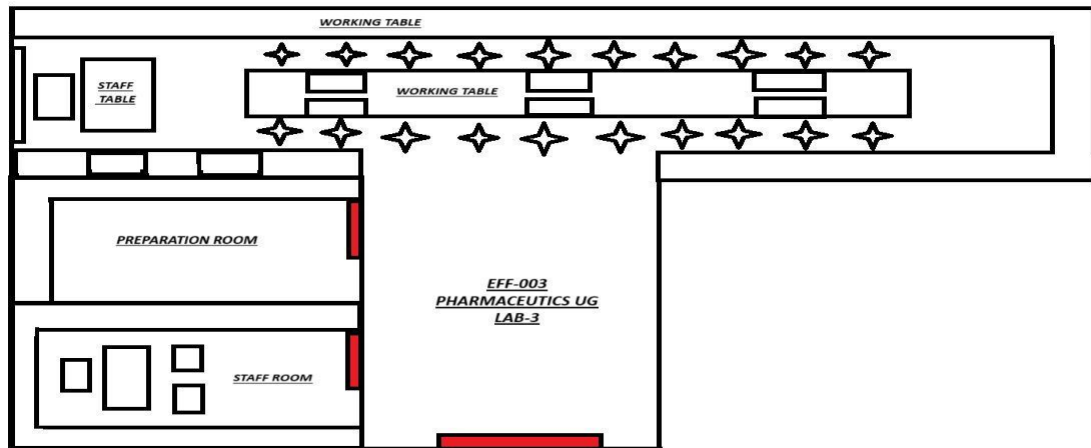 WORKING TABLE
STAFF
TABLE
WORKING TABLE
PREPARATION ROOM
EFF-003
PHARMACEUTICS UG
LAB-3
STAFF ROOM